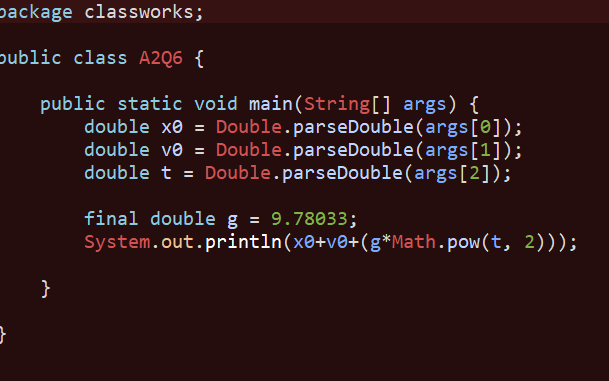 package classworks;
public class A2Q6 {
public static void main(String[] args) {
double x0 = Double.parseDouble(args[0]);
double v0 = Double.parseDouble(args[1]);
double t = Double.parseDouble(args[2]);
final double g = 9.78033;
System.out.println(x0+v0+(g*Math.pow(t, 2)));
}
}